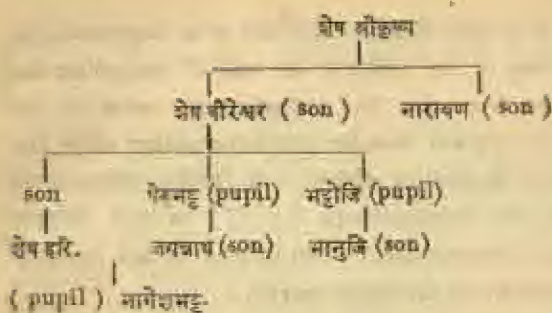 शेष श्रीकृष्ण
शेष वीरेश्वर ( son ) नारायण ( son )
son पेरुभट्ट (pupil) भट्टोजि (pupil)
शेष हरि. जगन्नाथ (son) भानुजि (son)
( pupil ) नागेशभट्ट.